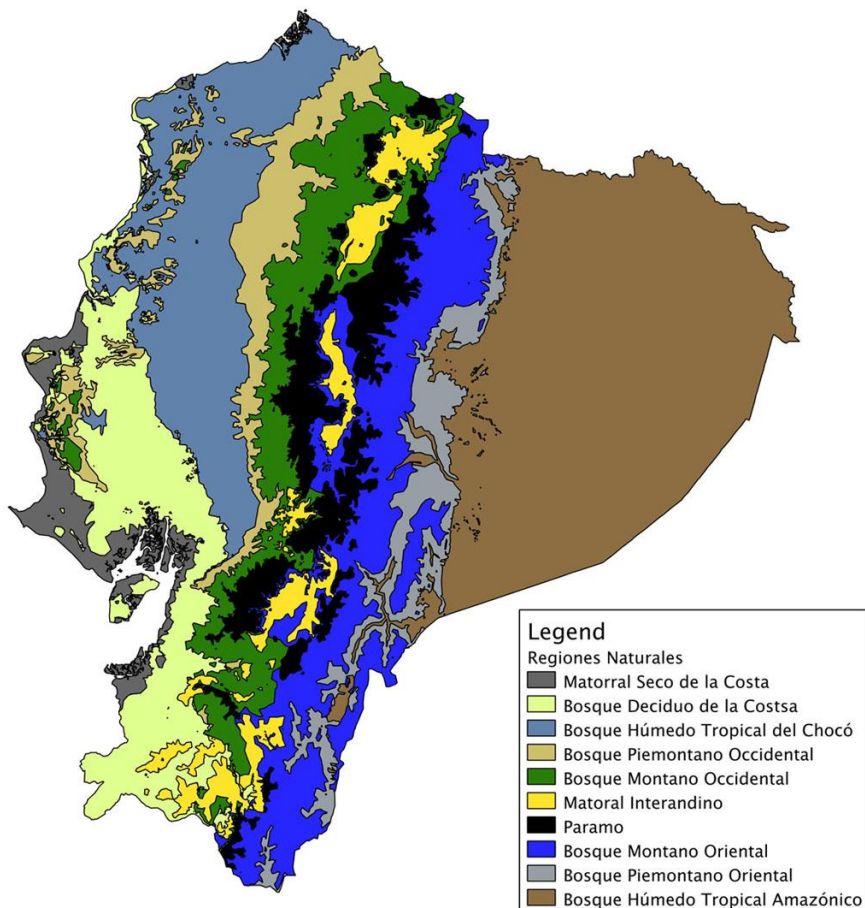 Legend
Regiones Naturales
Matorral Seco de la Costa
Bosque Deciduo de la Costsa
Bosque Húmedo Tropical del Chocó
Bosque Piemontano Occidental
Bosque Montano Occidental
Matoral Interandino
Paramo
Bosque Montano Oriental
Bosque Piemontano Oriental
Bosque Húmedo Tropical Amazónico